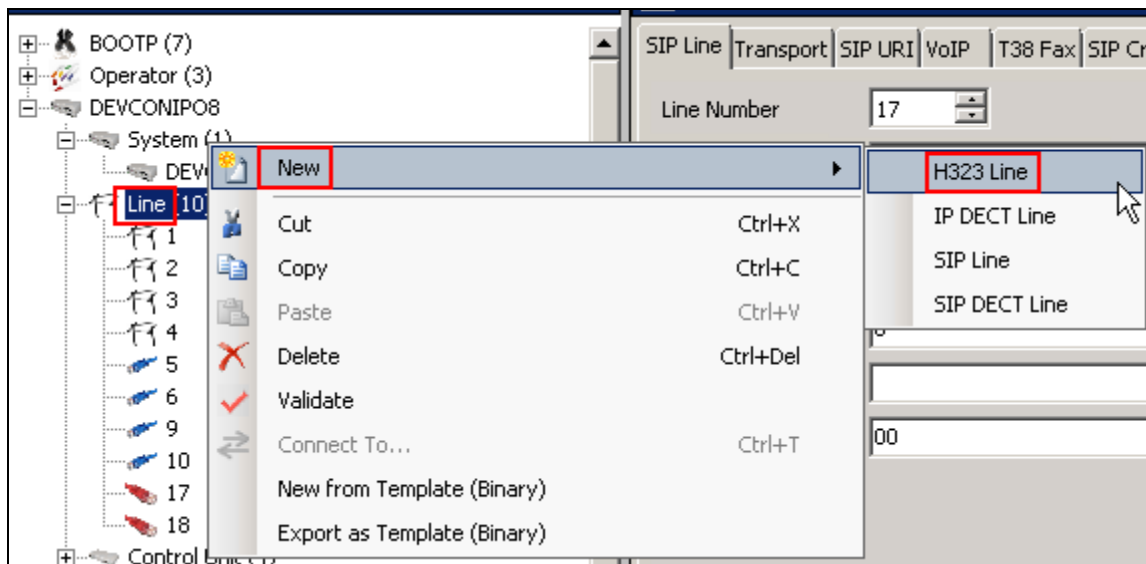 BOOTP (7)
Operator (3)
DEVCONIPO8
System (1)
DEV
Line (10)
1
2
3
4
5
6
9
10
17
18
Control Unit
New
Cut Ctrl+X
Copy Ctrl+C
Paste Ctrl+V
Delete Ctrl+Del
Validate
Connect To... Ctrl+T
New from Template (Binary)
Export as Template (Binary)
SIP Line Transport SIP URI VoIP T38 Fax SIP Cr
Line Number 17
H323 Line
IP DECT Line
SIP Line
SIP DECT Line
00